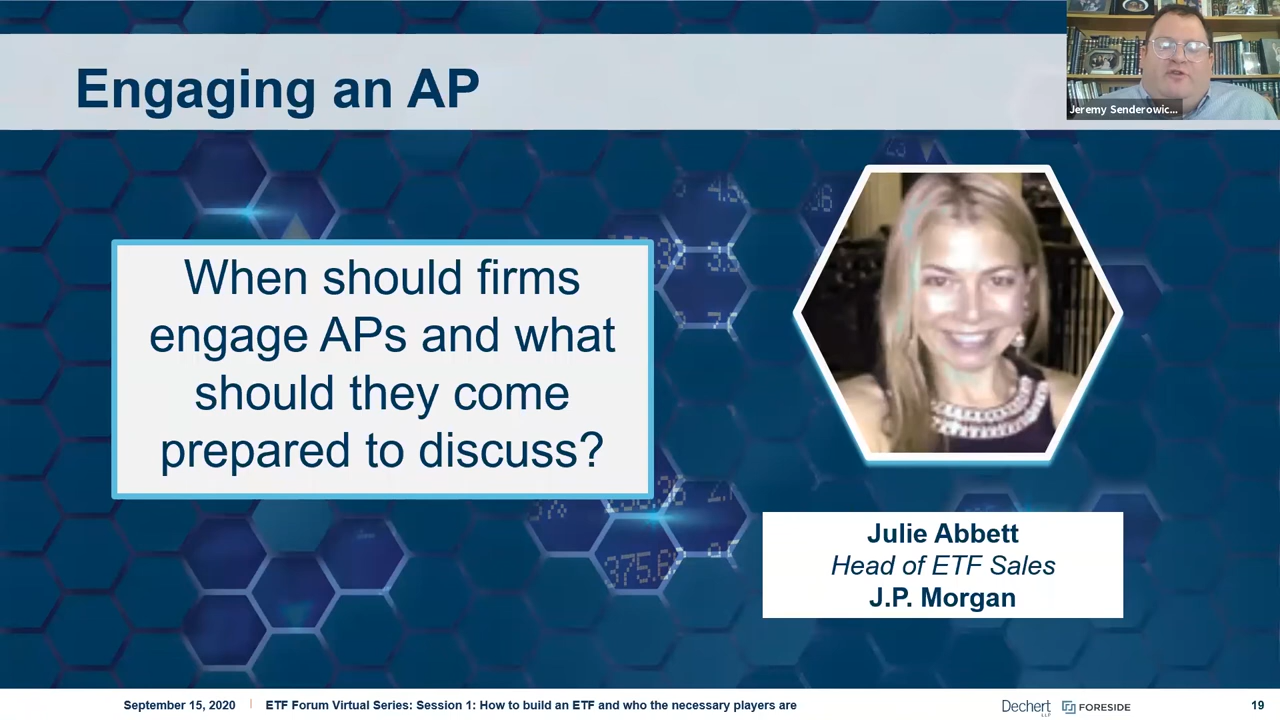 Engaging an AP
Jeremy Senderowic...
When should firms
engage APs and what
should they come
prepared to discuss?
Julie Abbett
Head of ETF Sales
J.P. Morgan
September 15, 2020
ETF Forum Virtual Series: Session 1: How to build an ETF and who the necessary players are
Dechert
LLP
FORESIDE
19